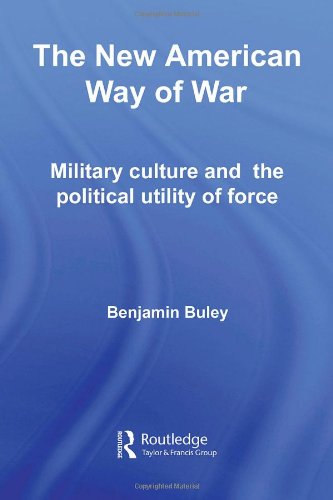 The New American
Way of War
Military culture and the
political utility of force
Benjamin Buley
ROUTLEDGE
Routledge
Taylor & Francis Group